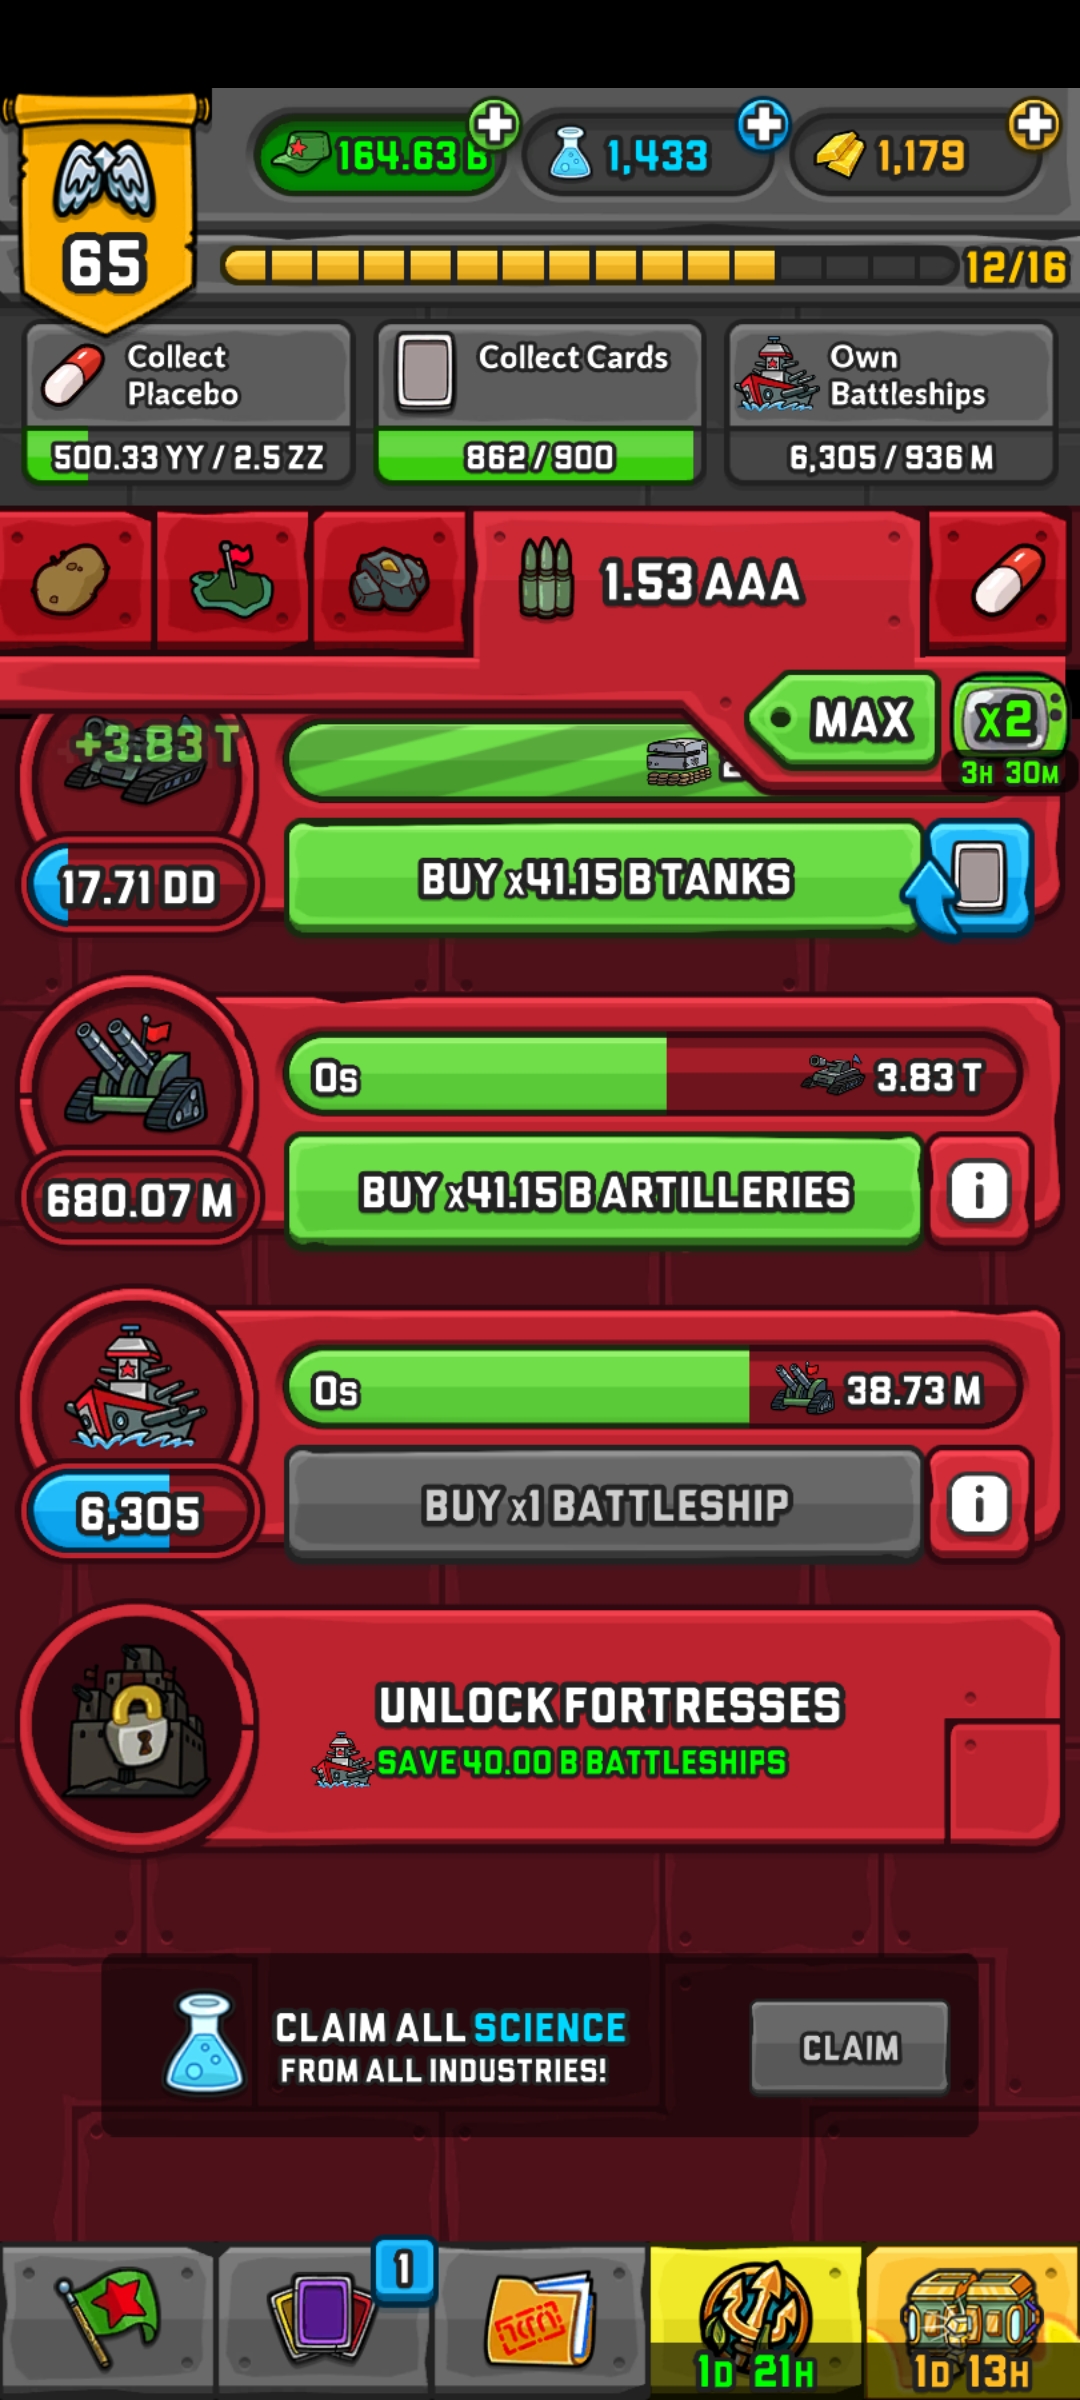 164.63 B
1,433
1,179
65
12/16
Collect
Placebo
Collect Cards
Own
Battleships
500.33 YY / 2.5 ZZ
862/900
6,305 / 936 M
1.53 AAA
MAX
x2
3H 30M
+3.83 T
17.71 DD
BUY x41.15 B TANKS
0s
3.83 T
680.07 M
BUY x41.15 B ARTILLERIES
i
0s
38.73 M
6,305
BUY x1 BATTLESHIP
i
UNLOCK FORTRESSES
SAVE 40.00 B BATTLESHIPS
CLAIM ALL SCIENCE
FROM ALL INDUSTRIES!
CLAIM
1
1D 21H
1D 13H